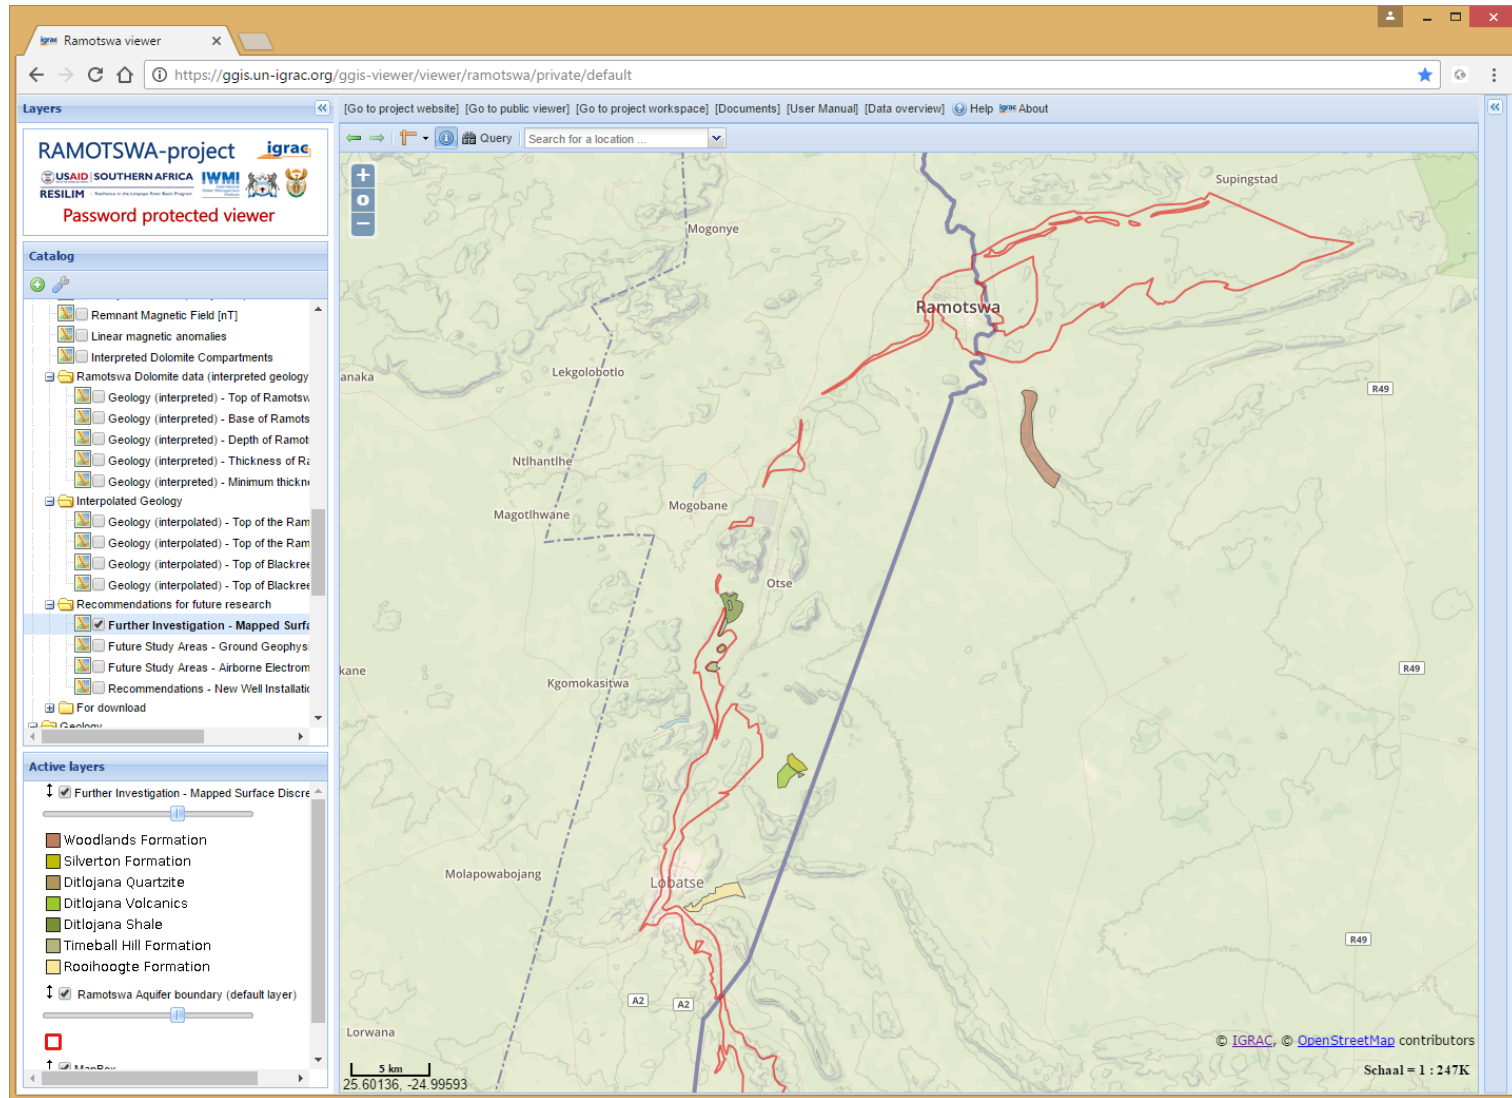 igrac Ramotswa viewer
https://ggis.un-igrac.org/ggis-viewer/viewer/ramotswa/private/default
Layers
[Go to project website] [Go to public viewer] [Go to project workspace] [Documents] [User Manual] [Data overview] Help igrac About
Query Search for a location ...
RAMOTSWA-project igrac
USAID SOUTHERN AFRICA IWMI
RESILIM
Password protected viewer
Catalog
Remnant Magnetic Field [nT]
Linear magnetic anomalies
Interpreted Dolomite Compartments
Ramotswa Dolomite data (interpreted geology
Geology (interpreted) - Top of Ramotsw
Geology (interpreted) - Base of Ramots
Geology (interpreted) - Depth of Ramot
Geology (interpreted) - Thickness of Ra
Geology (interpreted) - Minimum thickn
Interpolated Geology
Geology (interpolated) - Top of the Ram
Geology (interpolated) - Top of the Ram
Geology (interpolated) - Top of Blackree
Geology (interpolated) - Top of Blackree
Recommendations for future research
Further Investigation - Mapped Surfa
Future Study Areas - Ground Geophys
Future Study Areas - Airborne Electrom
Recommendations - New Well Installatio
For download
Geology
Active layers
Further Investigation - Mapped Surface Discre
Woodlands Formation
Silverton Formation
Ditlojana Quartzite
Ditlojana Volcanics
Ditlojana Shale
Timeball Hill Formation
Rooihoogte Formation
Ramotswa Aquifer boundary (default layer)
MapBox
Supingstad
Mogonye
Ramotswa
Lekgolobotlo
anaka
R49
Ntlhantlhe
Mogobane
Magotlhwane
Otse
kane
R49
Kgomokasitwa
Molapowabojang
Lobatse
R49
A2
A2
Lorwana
© IGRAC, © OpenStreetMap contributors
5 km
25.60136, -24.99593
Schaal = 1 : 247K